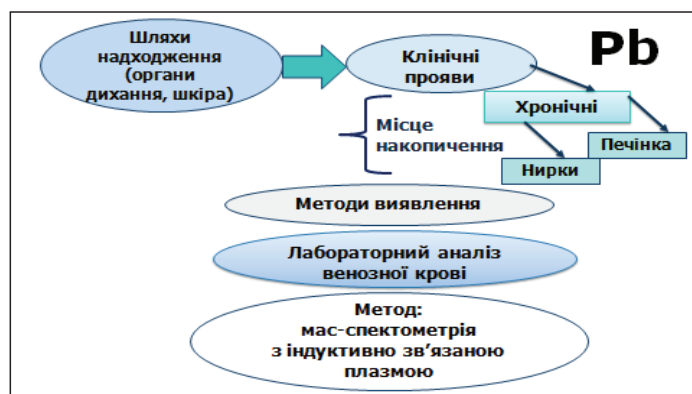 Шляхи
надходження
(органи
дихання, шкіра)
Клінічні
прояви
Pb
Хронічні
Місце
накопичення
Печінка
Нирки
Методи виявлення
Лабораторний аналіз
венозної крові
Метод:
мас-спектометрія
з індуктивно зв’язаною
плазмою